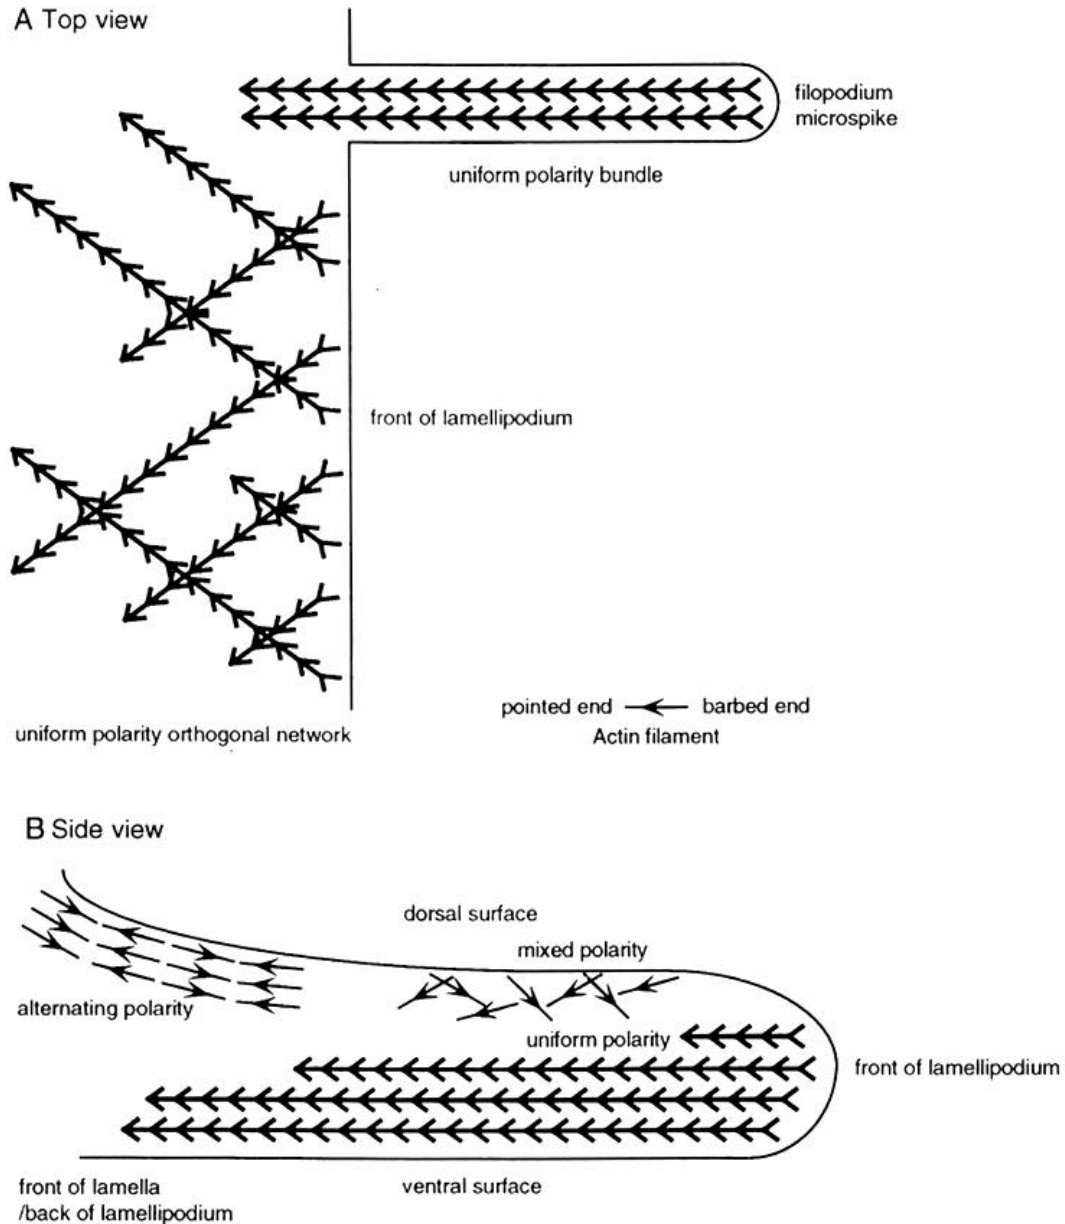 A Top view
filopodium
microspike
uniform polarity bundle
front of lamellipodium
pointed end barbed end
Actin filament
uniform polarity orthogonal network
B Side view
dorsal surface
mixed polarity
alternating polarity
uniform polarity
front of lamellipodium
front of lamella
/back of lamellipodium
ventral surface